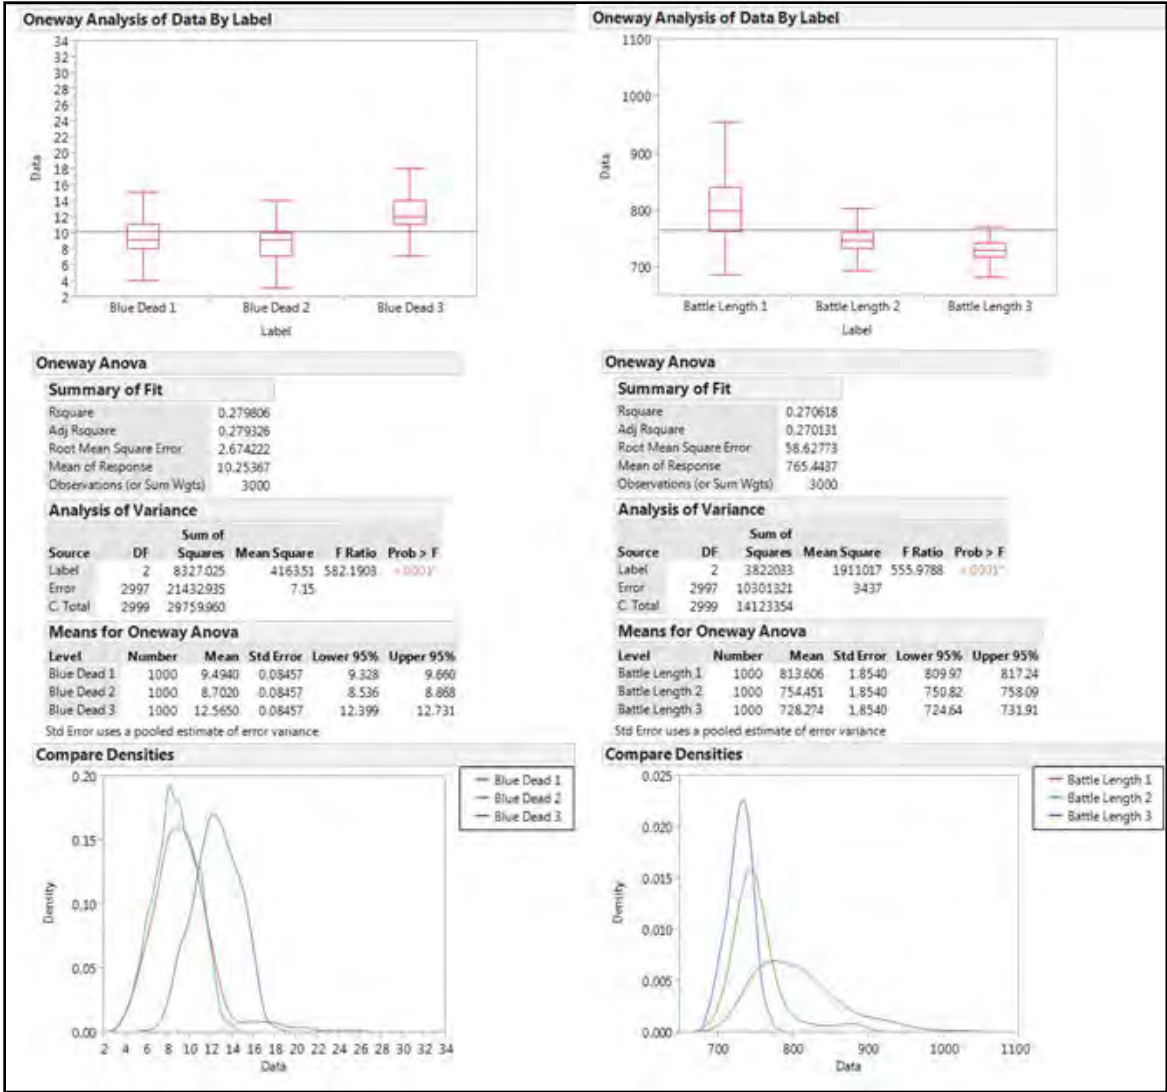 Oneway Analysis of Data By Label
34
32
30
28
26
24
22
20
18
16
14
12
10
8
6
4
2
Data
Blue Dead 1 Blue Dead 2 Blue Dead 3
Label
Oneway Anova
Summary of Fit
Rsquare 0.279806
Adj Rsquare 0.279326
Root Mean Square Error 2.674222
Mean of Response 10.25367
Observations (or Sum Wgts) 3000
Analysis of Variance
Sum of
Source DF Squares Mean Square F Ratio Prob > F
Label 2 8327.025 4163.51 582.1903 <.0001*
Error 2997 21432.935 7.15
C. Total 2999 29759.960
Means for Oneway Anova
Level Number Mean Std Error Lower 95% Upper 95%
Blue Dead 1 1000 9.4940 0.08457 9.328 9.660
Blue Dead 2 1000 8.7020 0.08457 8.536 8.868
Blue Dead 3 1000 12.5650 0.08457 12.399 12.731
Std Error uses a pooled estimate of error variance
Compare Densities
0.20
0.15
0.10
0.05
0.00
Density
2 4 6 8 10 12 14 16 18 20 22 24 26 28 30 32 34
Data
Blue Dead 1
Blue Dead 2
Blue Dead 3
Oneway Analysis of Data By Label
1100
1000
900
800
700
Data
Battle Length 1 Battle Length 2 Battle Length 3
Label
Oneway Anova
Summary of Fit
Rsquare 0.270618
Adj Rsquare 0.270131
Root Mean Square Error 58.62773
Mean of Response 765.4437
Observations (or Sum Wgts) 3000
Analysis of Variance
Sum of
Source DF Squares Mean Square F Ratio Prob > F
Label 2 3822033 1911017 555.9788 <.0001*
Error 2997 10301321 3437
C. Total 2999 14123354
Means for Oneway Anova
Level Number Mean Std Error Lower 95% Upper 95%
Battle Length 1 1000 813.606 1.8540 809.97 817.24
Battle Length 2 1000 754.451 1.8540 750.82 758.09
Battle Length 3 1000 728.274 1.8540 724.64 731.91
Std Error uses a pooled estimate of error variance
Compare Densities
0.025
0.020
0.015
0.010
0.005
0.000
Density
700 800 900 1000 1100
Data
Battle Length 1
Battle Length 2
Battle Length 3